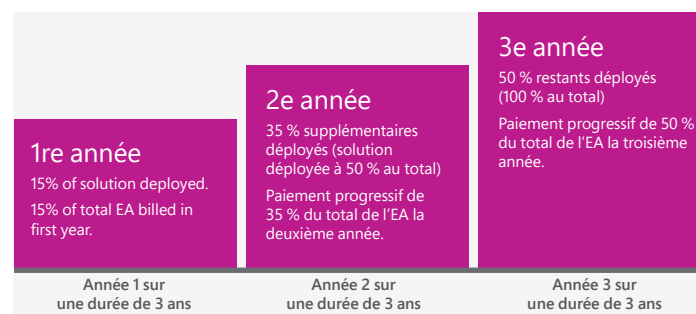 1re année
15% of solution deployed.
15% of total EA billed in
first year.
2e année
35 % supplémentaires
déployés (solution
déployée à 50 % au total)
Paiement progressif de
35 % du total de l'EA la
deuxième année.
3e année
50 % restants déployés
(100 % au total)
Paiement progressif de 50 %
du total de l'EA la troisième
année.
Année 1 sur
une durée de 3 ans
Année 2 sur
une durée de 3 ans
Année 3 sur
une durée de 3 ans